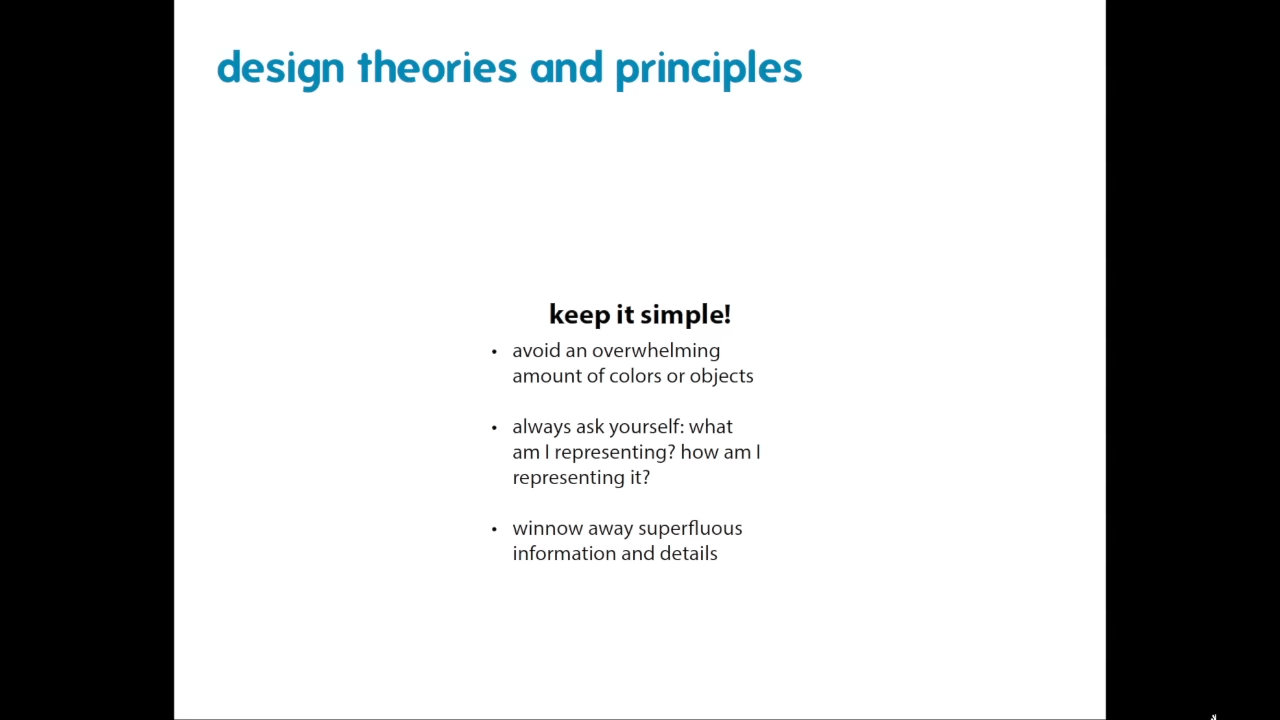 design theories and principles
keep it simple!
• avoid an overwhelming
amount of colors or objects
• always ask yourself: what
am I representing? how am I
representing it?
• winnow away superfluous
information and details